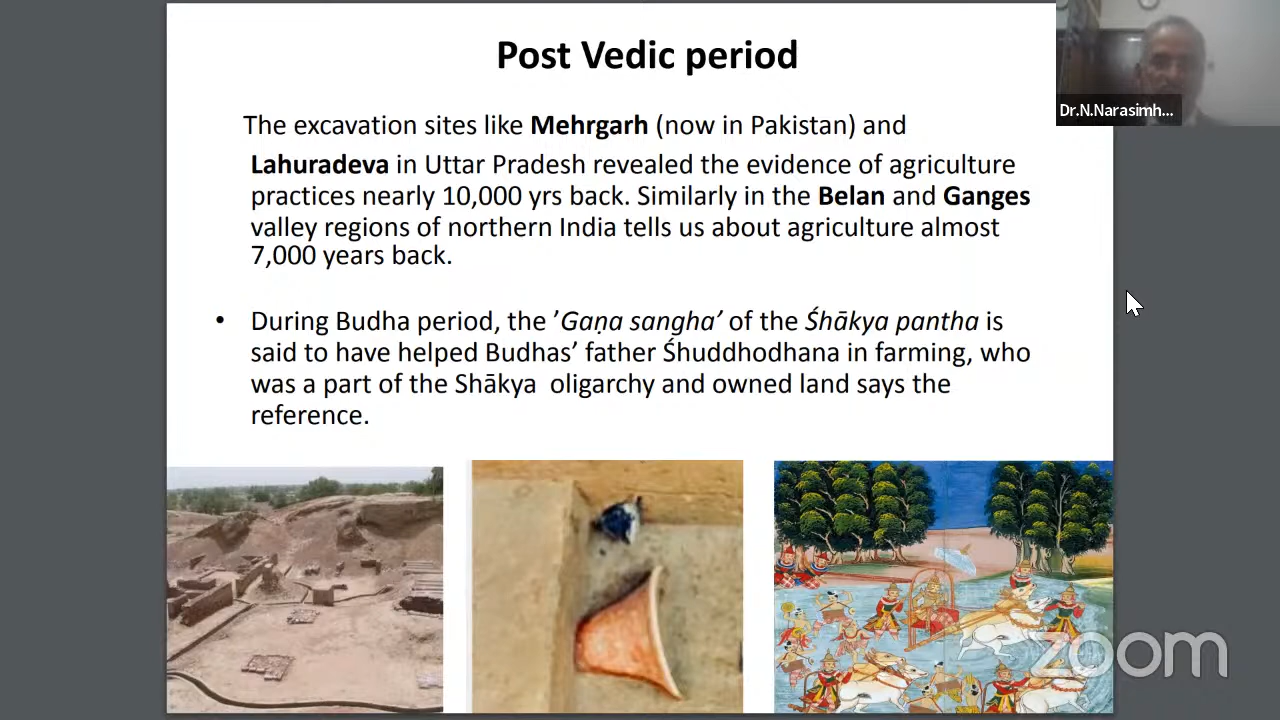 Post Vedic period
Dr.N.Narasimh...
The excavation sites like Mehrgarh (now in Pakistan) and
Lahuradeva in Uttar Pradesh revealed the evidence of agriculture
practices nearly 10,000 yrs back. Similarly in the Belan and Ganges
valley regions of northern India tells us about agriculture almost
7,000 years back.
• During Budha period, the ’Gaṇa sangha’ of the Śhākya pantha is
said to have helped Budhas’ father Śhuddhodhana in farming, who
was a part of the Shākya  oligarchy and owned land says the
reference.
zoom